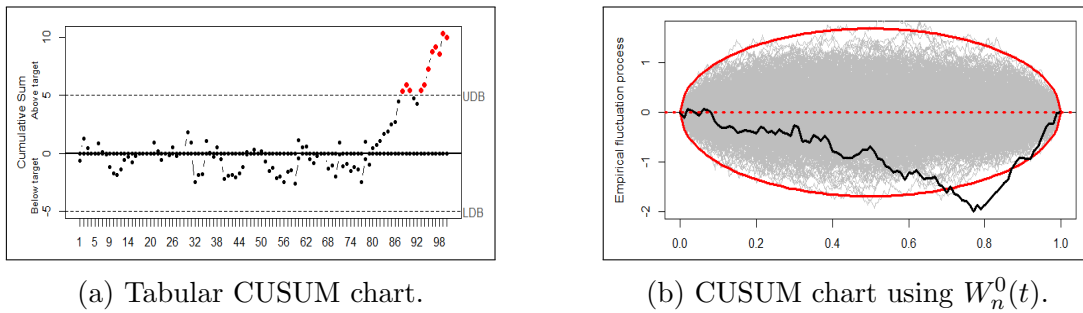 Cumulative Sum
Below target Above target
10
5
0
-5
UDB
LDB
1 5 9 14 20 26 32 38 44 50 56 62 68 74 80 86 92 98
(a) Tabular CUSUM chart.
Empirical fluctuation process
1
0
-1
-2
0.0 0.2 0.4 0.6 0.8 1.0
(b) CUSUM chart using $W_n^0(t)$.